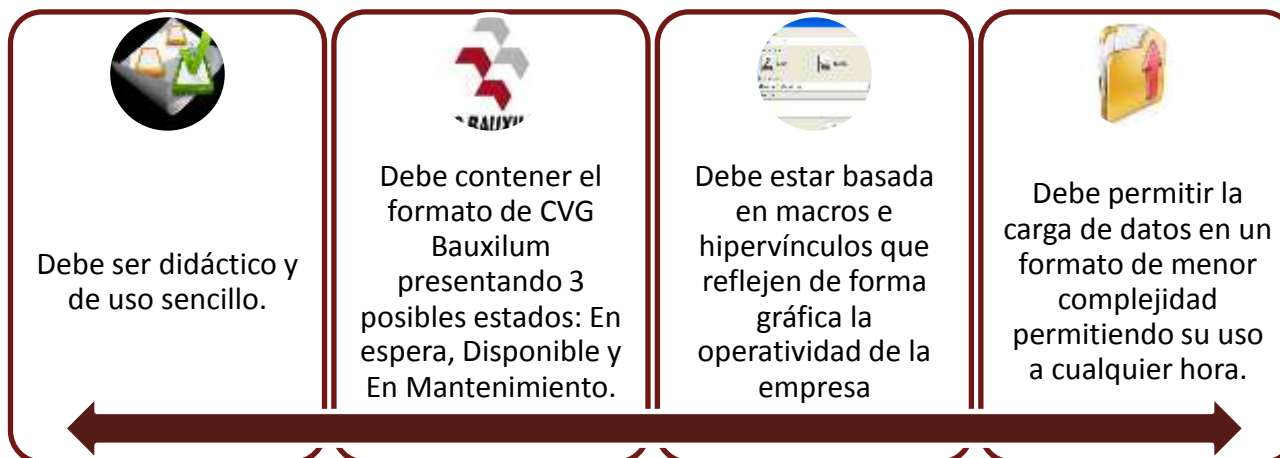 Debe ser didáctico y
de uso sencillo.
BAUXILU
Debe contener el
formato de CVG
Bauxilum
presentando 3
posibles estados: En
espera, Disponible y
En Mantenimiento.
Debe estar basada
en macros e
hipervínculos que
reflejen de forma
gráfica la
operatividad de la
empresa
Debe permitir la
carga de datos en un
formato de menor
complejidad
permitiendo su uso
a cualquier hora.